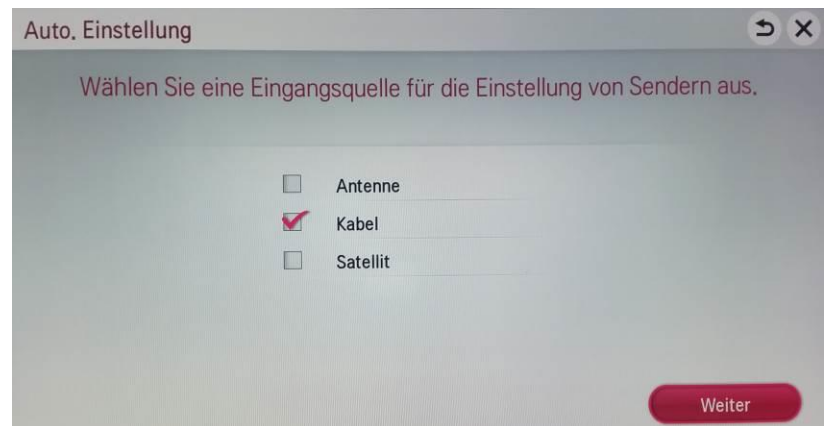 Auto. Einstellung
Wählen Sie eine Eingangsquelle für die Einstellung von Sendern aus.
Antenne
Kabel
Satellit
Weiter